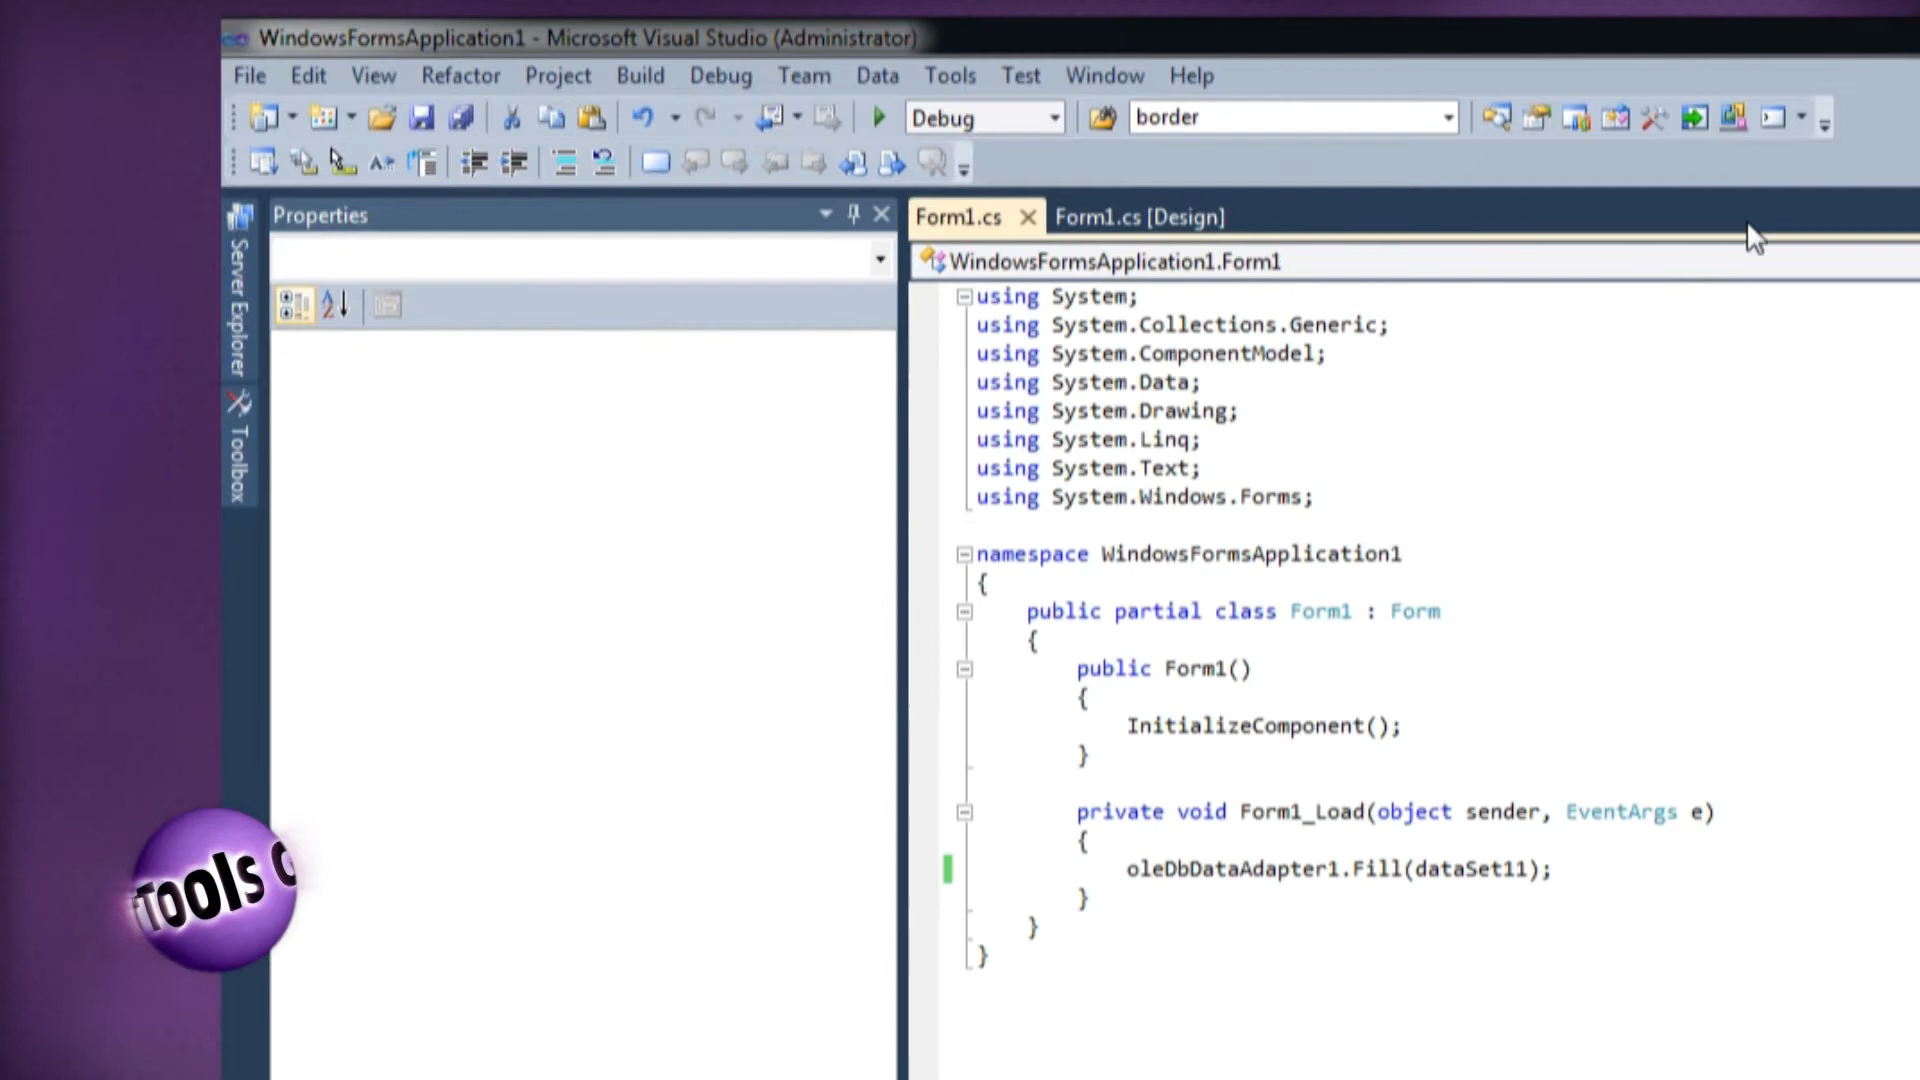 WindowsFormsApplication1 - Microsoft Visual Studio (Administrator)
File Edit View Refactor Project Build Debug Team Data Tools Test Window Help
Debug border
Server Explorer
Toolbox
Properties
Form1.cs Form1.cs [Design]
WindowsFormsApplication1.Form1
using System;
using System.Collections.Generic;
using System.ComponentModel;
using System.Data;
using System.Drawing;
using System.Linq;
using System.Text;
using System.Windows.Forms;
namespace WindowsFormsApplication1
{
public partial class Form1 : Form
{
public Form1()
{
InitializeComponent();
}
private void Form1_Load(object sender, EventArgs e)
{
oleDbDataAdapter1.Fill(dataSet11);
}
}
}
Tools